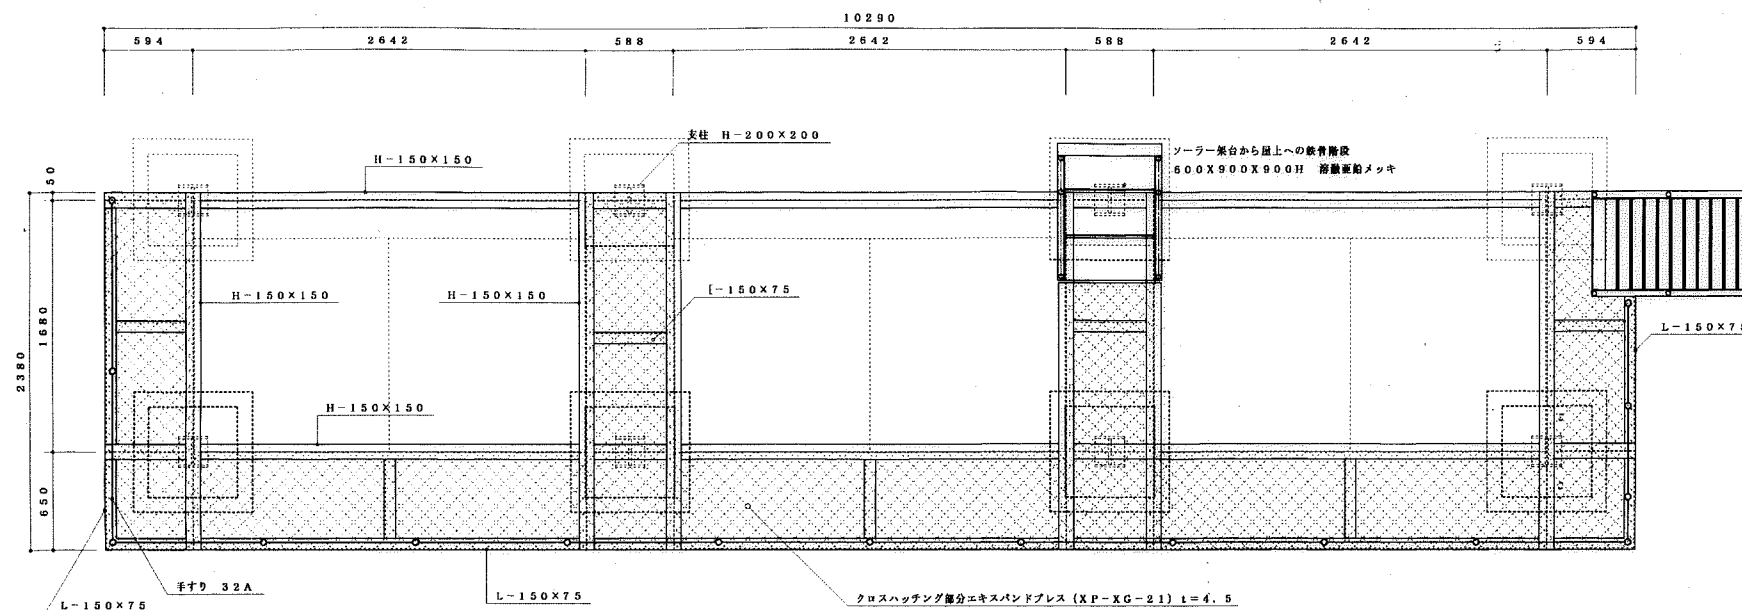 10290
594
2642
588
2642
588
2642
594
支柱 H-200×200
H-150×150
ソーラー架台から屋上への鉄骨階段
600X900X900H 溶融亜鉛メッキ
50
H-150×150
H-150×150
[-150×75
1680
L-150×75
2380
H-150×150
650
手すり 32A
L-150×75
L-150×75
クロスハッチング部分エキスパンドプレス (XP-XG-21) t=4.5